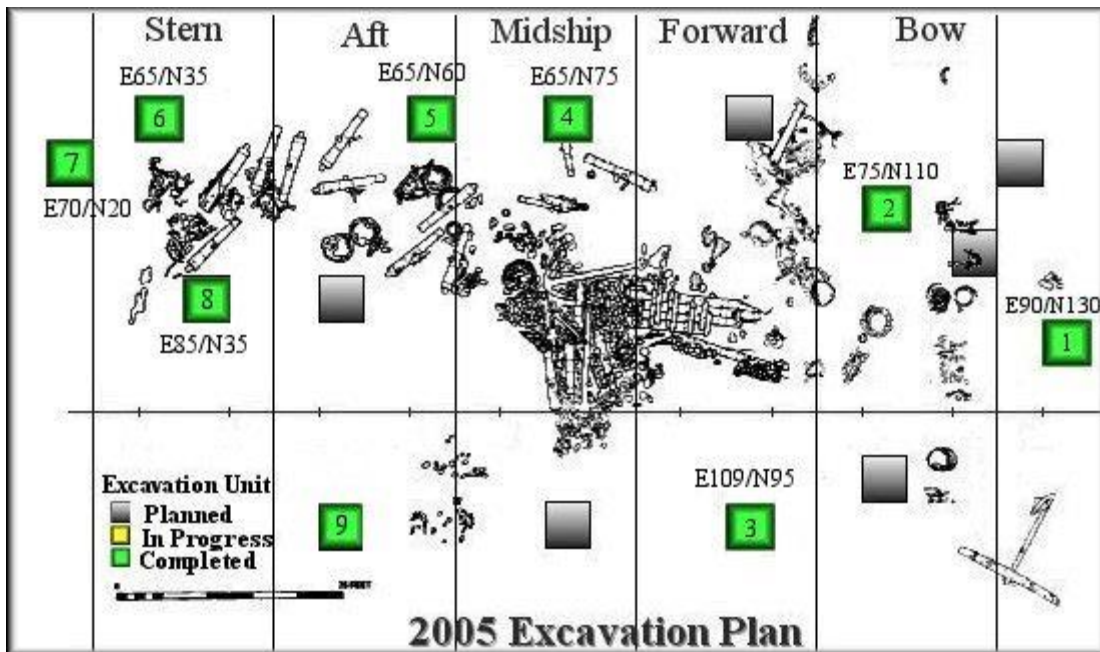 Stern
Aft
Midship
Forward
Bow
E65/N35
E65/N60
E65/N75
6
5
4
7
E70/N20
E75/N110
2
8
E85/N35
E90/N130
1
E109/N95
3
9
Excavation Unit
Planned
In Progress
Completed
2005 Excavation Plan